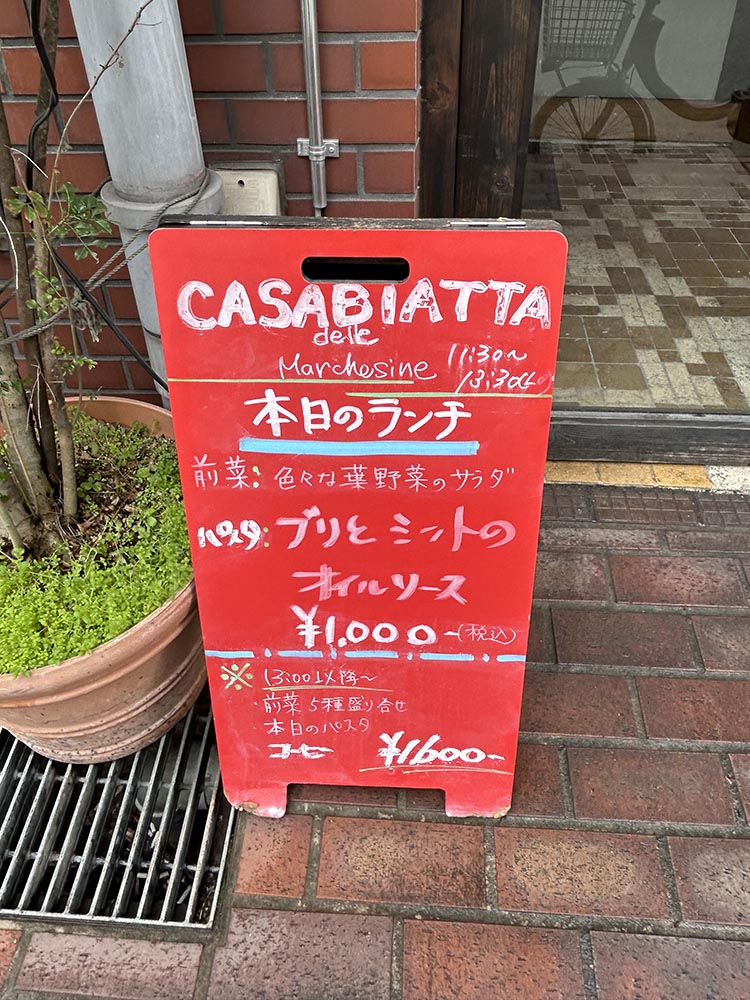 CASABIATTA
delle
Marchesine
11:30〜
13:30
本日のランチ
前菜: 色々な葉野菜のサラダ
パスタ: ブリとミントの
オイルソース
¥1.000-(税込)
※ 13:00以降〜
・前菜5種盛り合せ
・本日のパスタ
コーヒー ¥1,600-